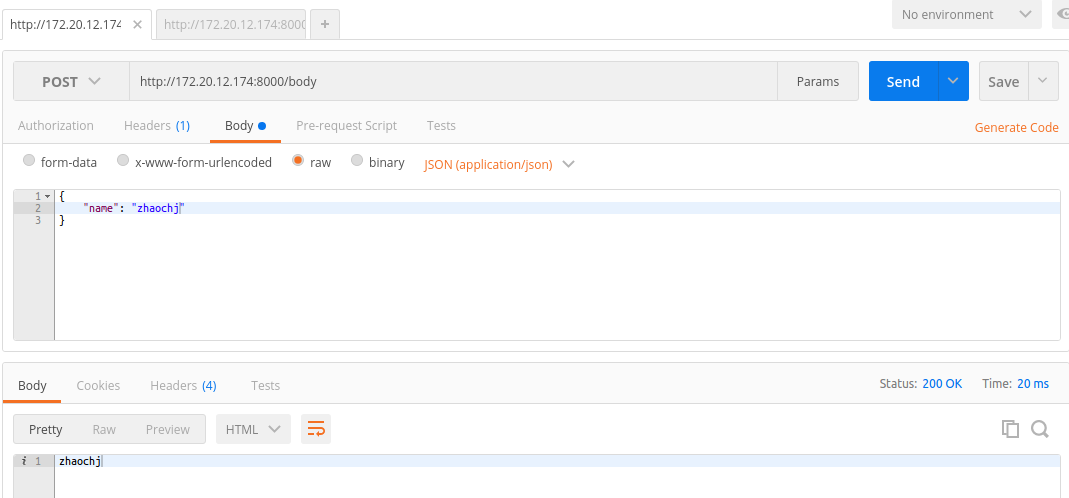 http://172.20.12.174 http://172.20.12.174:8000 +
No environment
POST http://172.20.12.174:8000/body Params Send Save
Authorization Headers (1) Body Pre-request Script Tests Generate Code
form-data x-www-form-urlencoded raw binary JSON (application/json)
1 {
2 "name": "zhaochj"
3 }
Body Cookies Headers (4) Tests Status: 200 OK Time: 20 ms
Pretty Raw Preview HTML
i 1 zhaochj